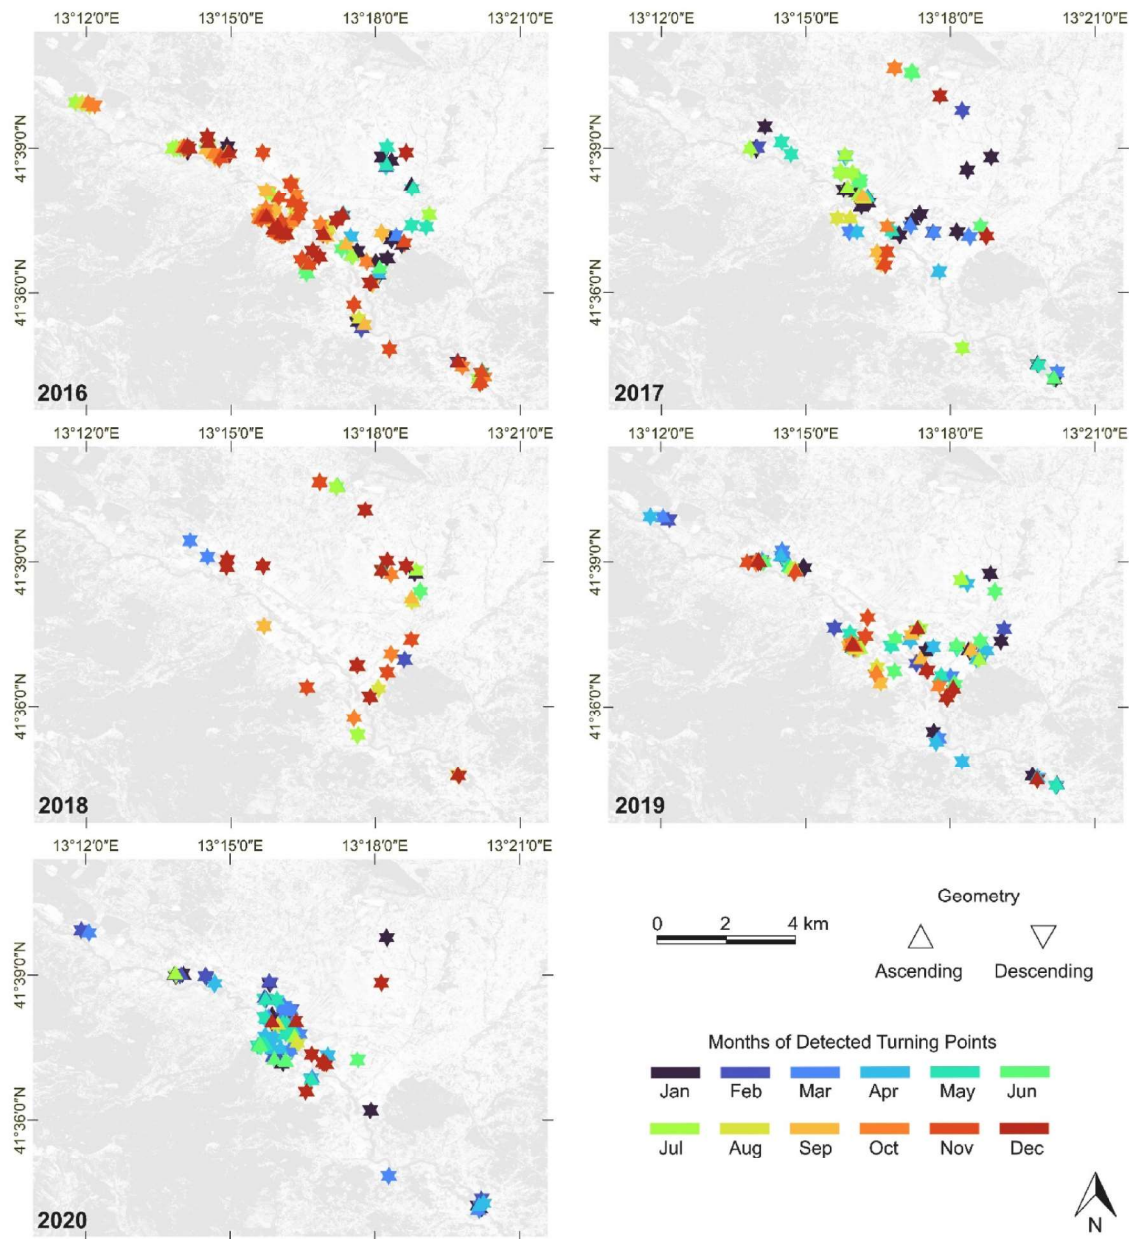 13°12'0"E 13°15'0"E 13°18'0"E 13°21'0"E
13°12'0"E 13°15'0"E 13°18'0"E 13°21'0"E
41°39'0"N
41°36'0"N
2016
41°39'0"N
41°36'0"N
2017
13°12'0"E 13°15'0"E 13°18'0"E 13°21'0"E
13°12'0"E 13°15'0"E 13°18'0"E 13°21'0"E
41°39'0"N
41°36'0"N
2018
41°39'0"N
41°36'0"N
2019
13°12'0"E 13°15'0"E 13°18'0"E 13°21'0"E
41°39'0"N
41°36'0"N
2020
0 2 4 km
Geometry
Ascending Descending
Months of Detected Turning Points
Jan Feb Mar Apr May Jun
Jul Aug Sep Oct Nov Dec
N